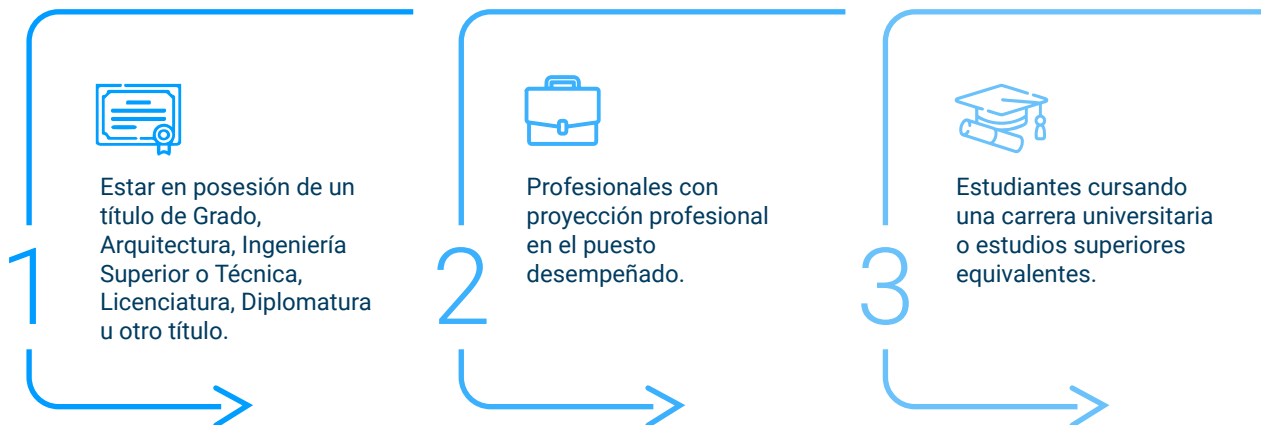 1
Estar en posesión de un
título de Grado,
Arquitectura, Ingeniería
Superior o Técnica,
Licenciatura, Diplomatura
u otro título.
2
Profesionales con
proyección profesional
en el puesto
desempeñado.
3
Estudiantes cursando
una carrera universitaria
o estudios superiores
equivalentes.